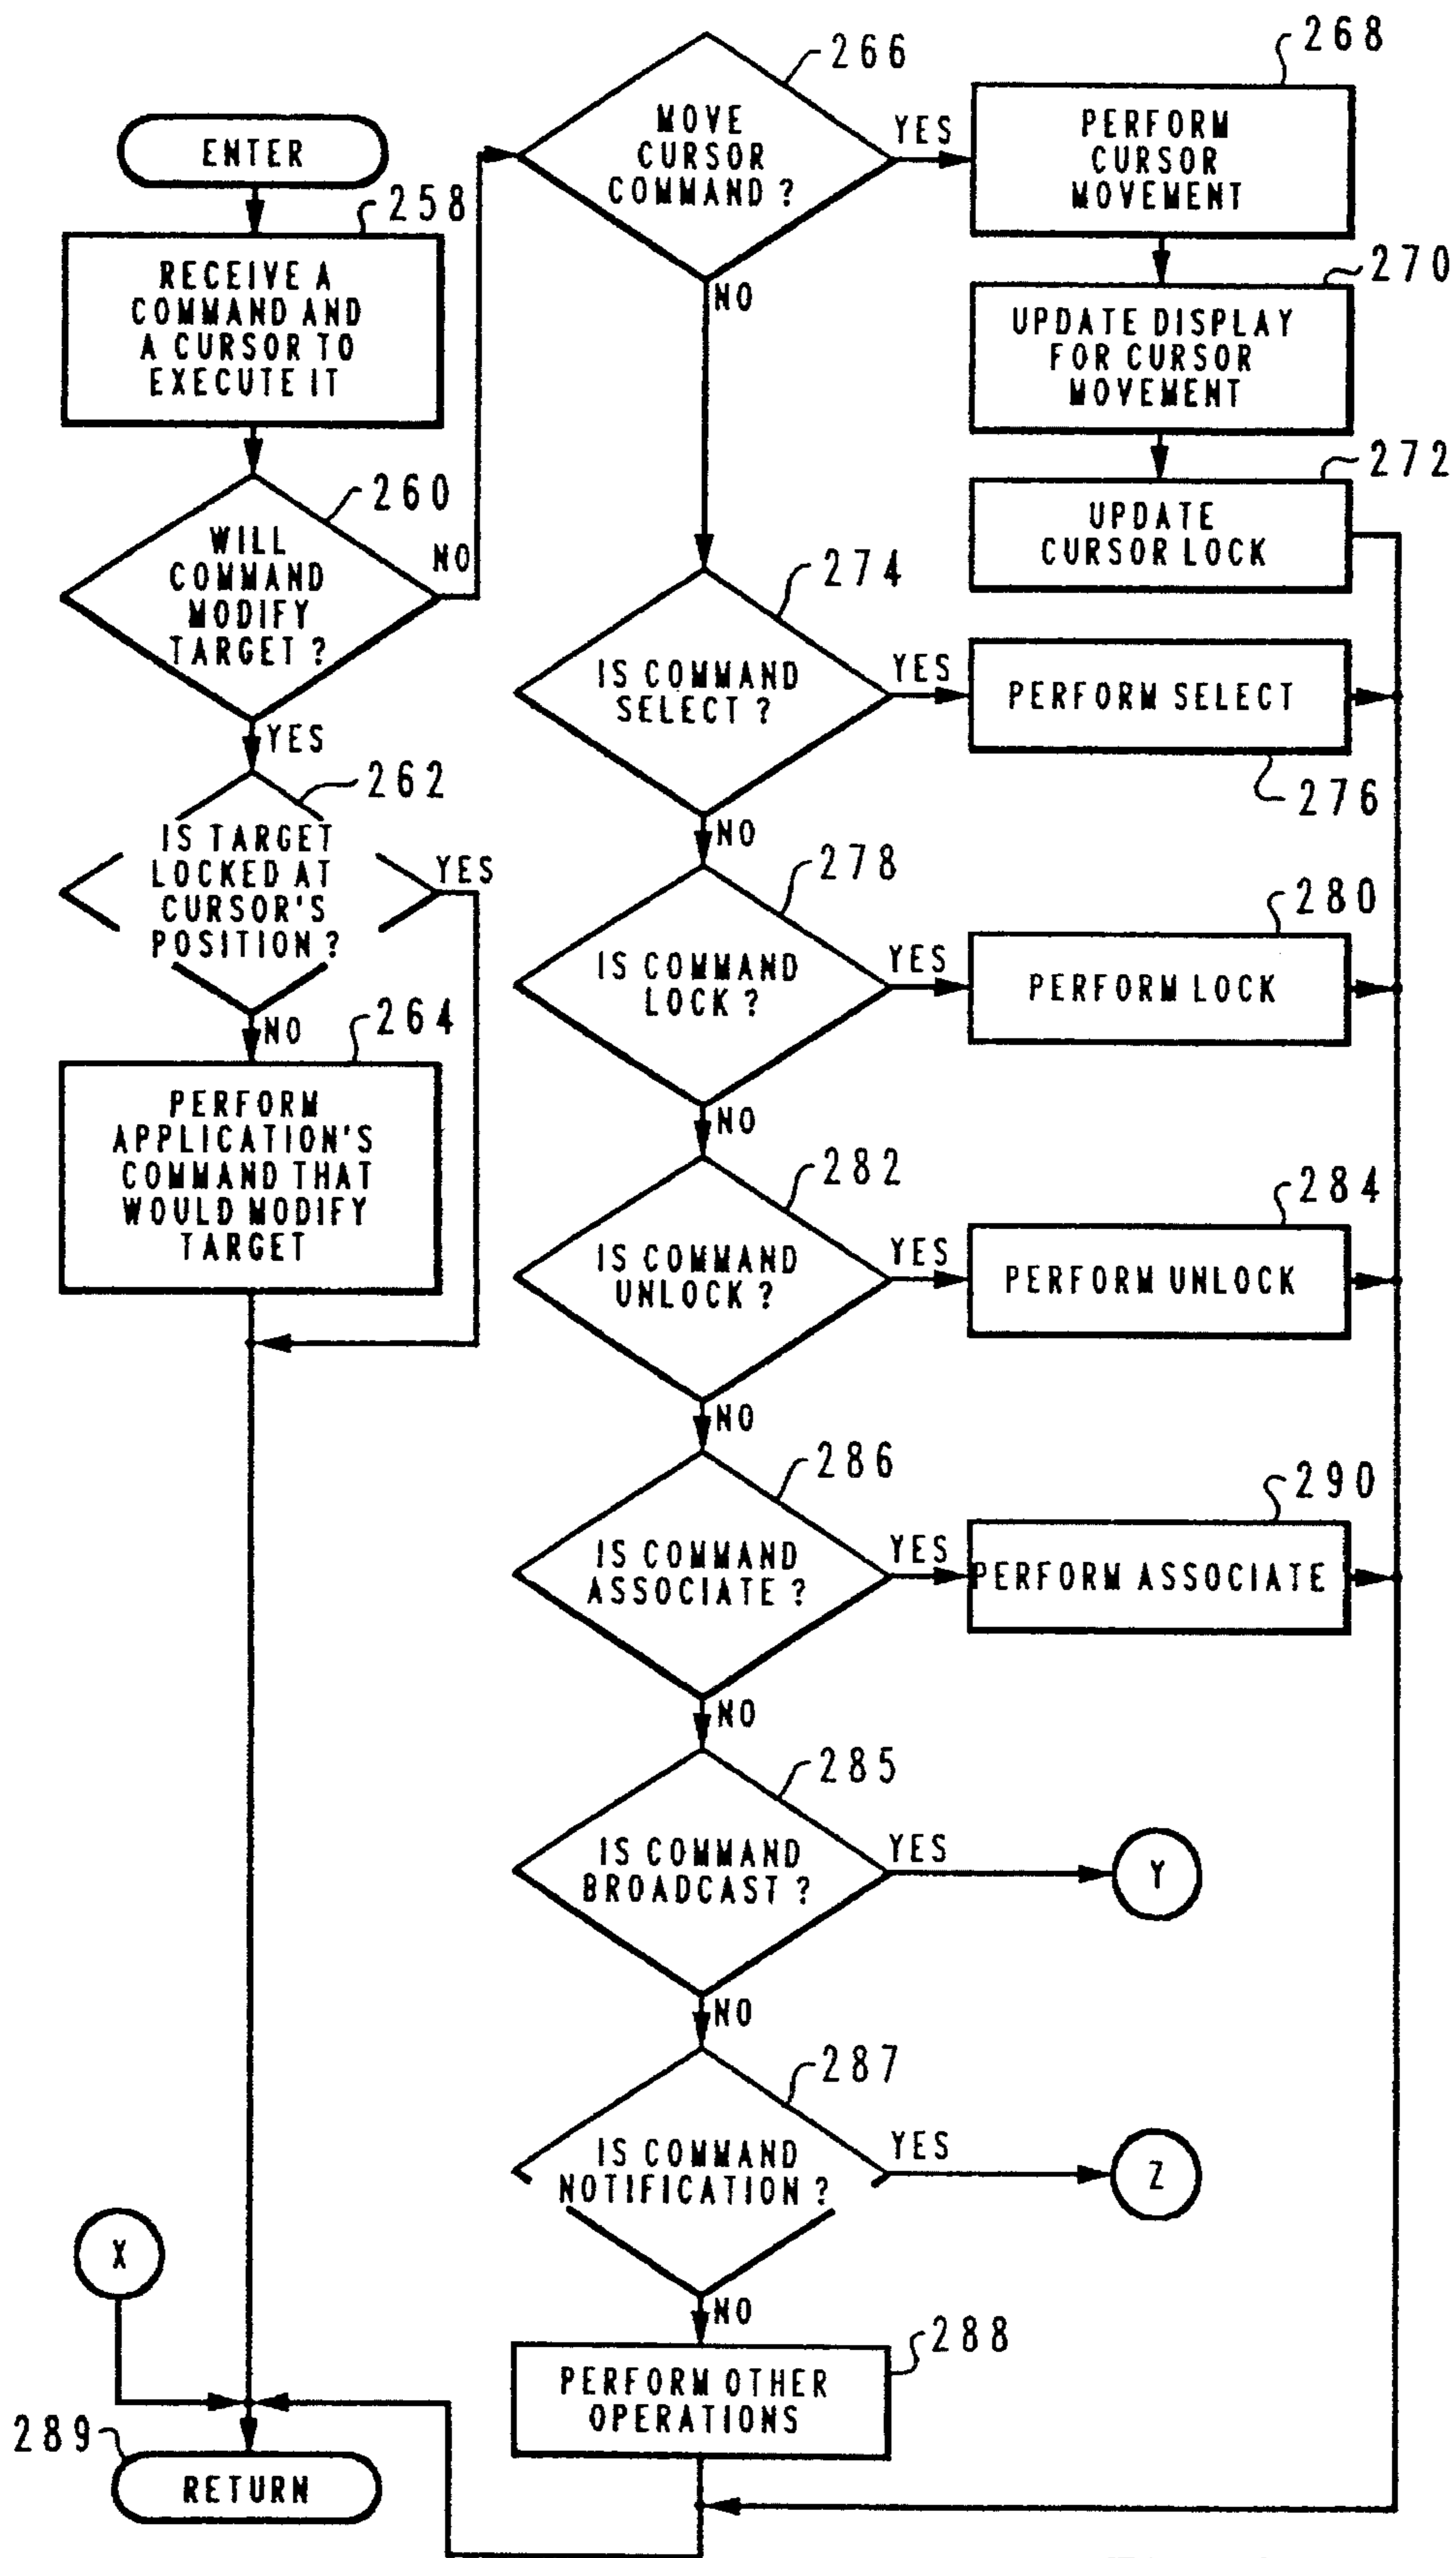 ENTER
258
RECEIVE A
COMMAND AND
A CURSOR TO
EXECUTE IT
260
WILL
COMMAND
MODIFY
TARGET ?
NO
YES
262
IS TARGET
LOCKED AT
CURSOR'S
POSITION ?
YES
NO
264
PERFORM
APPLICATION'S
COMMAND THAT
WOULD MODIFY
TARGET
X
289
RETURN
266
MOVE
CURSOR
COMMAND ?
YES
NO
268
PERFORM
CURSOR
MOVEMENT
270
UPDATE DISPLAY
FOR CURSOR
MOVEMENT
272
UPDATE
CURSOR LOCK
274
IS COMMAND
SELECT ?
YES
NO
PERFORM SELECT
276
278
IS COMMAND
LOCK ?
YES
NO
280
PERFORM LOCK
282
IS COMMAND
UNLOCK ?
YES
NO
284
PERFORM UNLOCK
286
IS COMMAND
ASSOCIATE ?
YES
NO
290
PERFORM ASSOCIATE
285
IS COMMAND
BROADCAST ?
YES
NO
Y
287
IS COMMAND
NOTIFICATION ?
YES
NO
Z
288
PERFORM OTHER
OPERATIONS